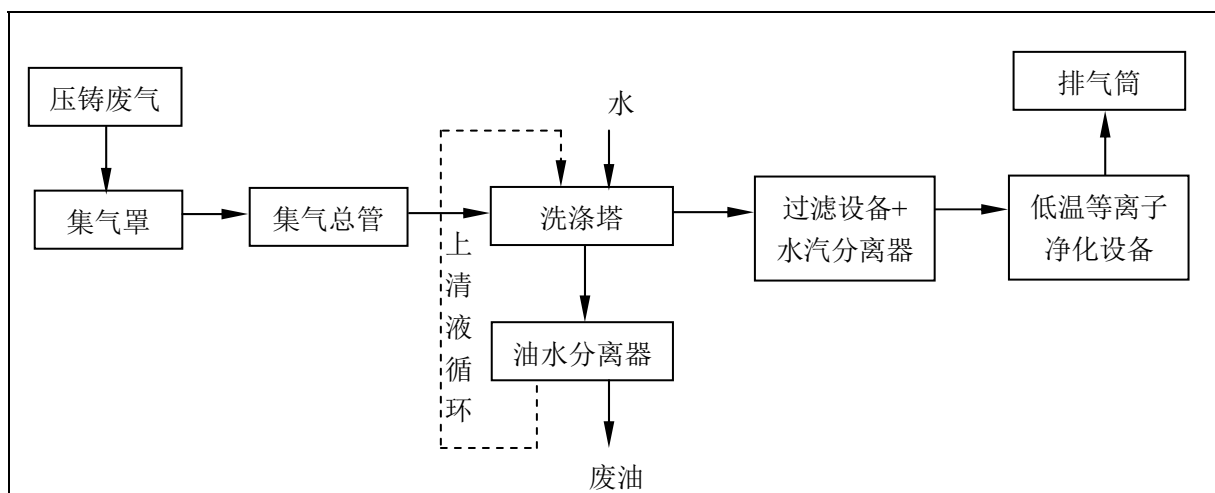 压铸废气
集气罩
集气总管
水
洗涤塔
上清液循环
油水分离器
废油
过滤设备+
水汽分离器
排气筒
低温等离子
净化设备